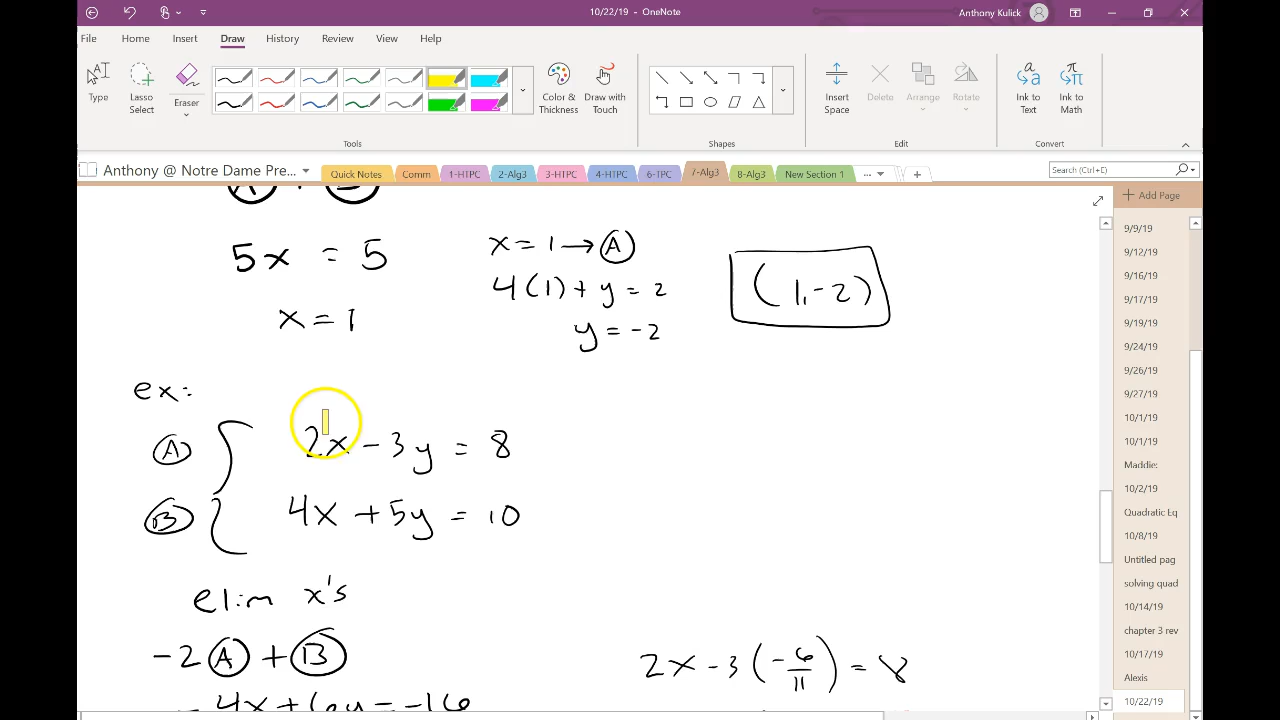 10/22/19 - OneNote
Anthony Kulick
File Home Insert Draw History Review View Help
Type
Lasso Select
Eraser
Color & Thickness
Draw with Touch
Insert Space
Delete
Arrange
Rotate
Ink to Text
Ink to Math
Tools
Shapes
Edit
Convert
Anthony @ Notre Dame Pre...
Quick Notes Comm 1-HTPC 2-Alg3 3-HTPC 4-HTPC 6-TPC 7-Alg3 8-Alg3 New Section 1 ... +
Search (Ctrl+E)
+ Add Page
9/9/19
9/12/19
9/16/19
9/17/19
9/19/19
9/24/19
9/26/19
9/27/19
10/1/19
10/1/19
Maddie:
10/2/19
Quadratic Eq
10/8/19
Untitled pag
solving quad
10/14/19
chapter 3 rev
10/17/19
Alexis
10/22/19
5x = 5
x = 1
x = 1 → A
4(1) + y = 2
y = -2
(1, -2)
ex:
A 2x - 3y = 8
B 4x + 5y = 10
elim x's
-2 A + B
-4x + 6y = -16
2x - 3(-6/11) = 8